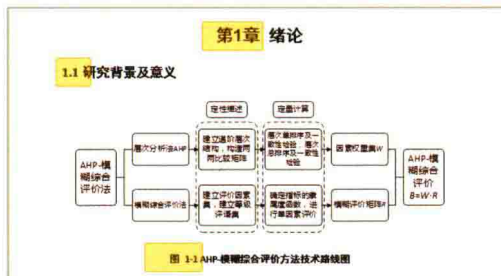 第1章 绪论
1.1 研究背景及意义
定性描述
定量计算
AHP-模
糊综合
评价法
层次分析法AHP
建立递阶层次
结构，构造两
两比较矩阵
层次单排序及一
致性检验，层次
总排序及一致性
检验
因素权重集W
模糊综合评价法
建立评价因素
集，建立等级
评语集
确定指标的隶
属度函数，进
行单因素评价
模糊评价矩阵R
AHP-模
糊综合
评价
B=W·R
图 1-1 AHP-模糊综合评价方法技术路线图